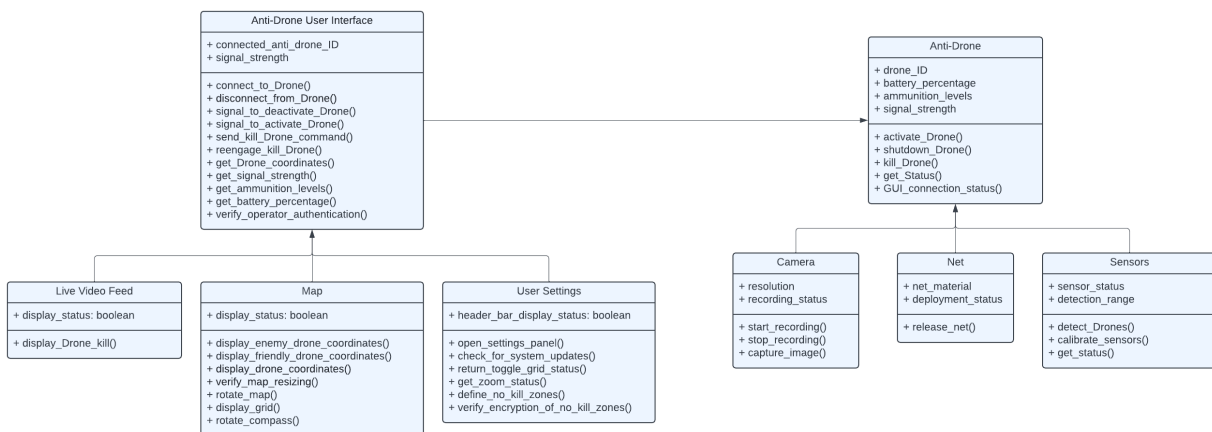 Anti-Drone User Interface
+ connected_anti_drone_ID
+ signal_strength
+ connect_to_Drone()
+ disconnect_from_Drone()
+ signal_to_deactivate_Drone()
+ signal_to_activate_Drone()
+ send_kill_Drone_command()
+ reengage_kill_Drone()
+ get_Drone_coordinates()
+ get_signal_strength()
+ get_ammunition_levels()
+ get_battery_percentage()
+ verify_operator_authentication()
Anti-Drone
+ drone_ID
+ battery_percentage
+ ammunition_levels
+ signal_strength
+ activate_Drone()
+ shutdown_Drone()
+ kill_Drone()
+ get_Status()
+ GUI_connection_status()
Live Video Feed
+ display_status: boolean
+ display_Drone_kill()
Map
+ display_status: boolean
+ display_enemy_drone_coordinates()
+ display_friendly_drone_coordinates()
+ display_drone_coordinates()
+ verify_map_resizing()
+ rotate_map()
+ display_grid()
+ rotate_compass()
User Settings
+ header_bar_display_status: boolean
+ open_settings_panel()
+ check_for_system_updates()
+ return_toggle_grid_status()
+ get_zoom_status()
+ define_no_kill_zones()
+ verify_encryption_of_no_kill_zones()
Camera
+ resolution
+ recording_status
+ start_recording()
+ stop_recording()
+ capture_image()
Net
+ net_material
+ deployment_status
+ release_net()
Sensors
+ sensor_status
+ detection_range
+ detect_Drones()
+ calibrate_sensors()
+ get_status()